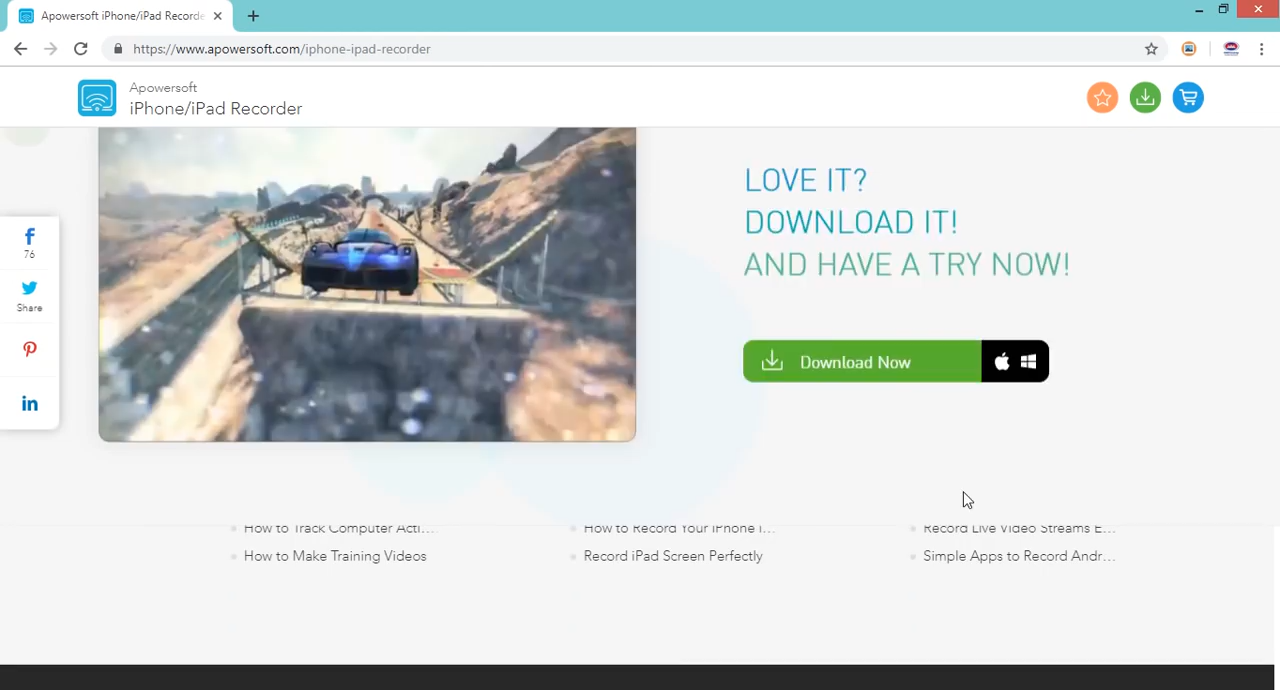 Apowersoft iPhone/iPad Recorde
https://www.apowersoft.com/iphone-ipad-recorder
Apowersoft
iPhone/iPad Recorder
76
Share
LOVE IT?
DOWNLOAD IT!
AND HAVE A TRY NOW!
Download Now
How to Track Computer Acti...
How to Record Your iPhone i...
Record Live Video Streams E...
How to Make Training Videos
Record iPad Screen Perfectly
Simple Apps to Record Andr...